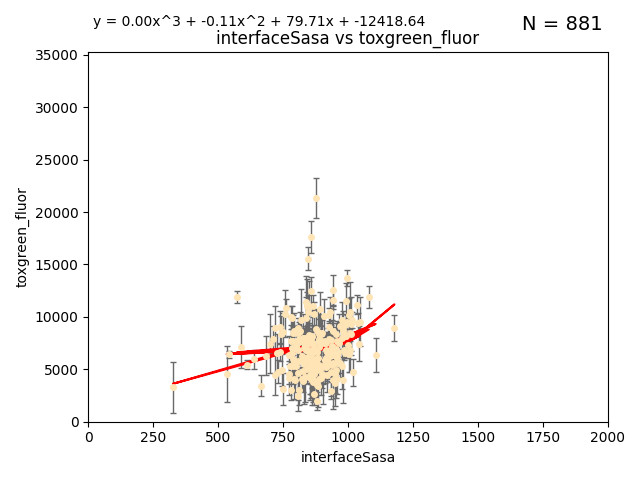 y = 0.00x^3 + -0.11x^2 + 79.71x + -12418.64
N = 881
interfaceSasa vs toxgreen_fluor
35000
30000
25000
20000
15000
10000
5000
0
toxgreen_fluor
0 250 500 750 1000 1250 1500 1750 2000
interfaceSasa